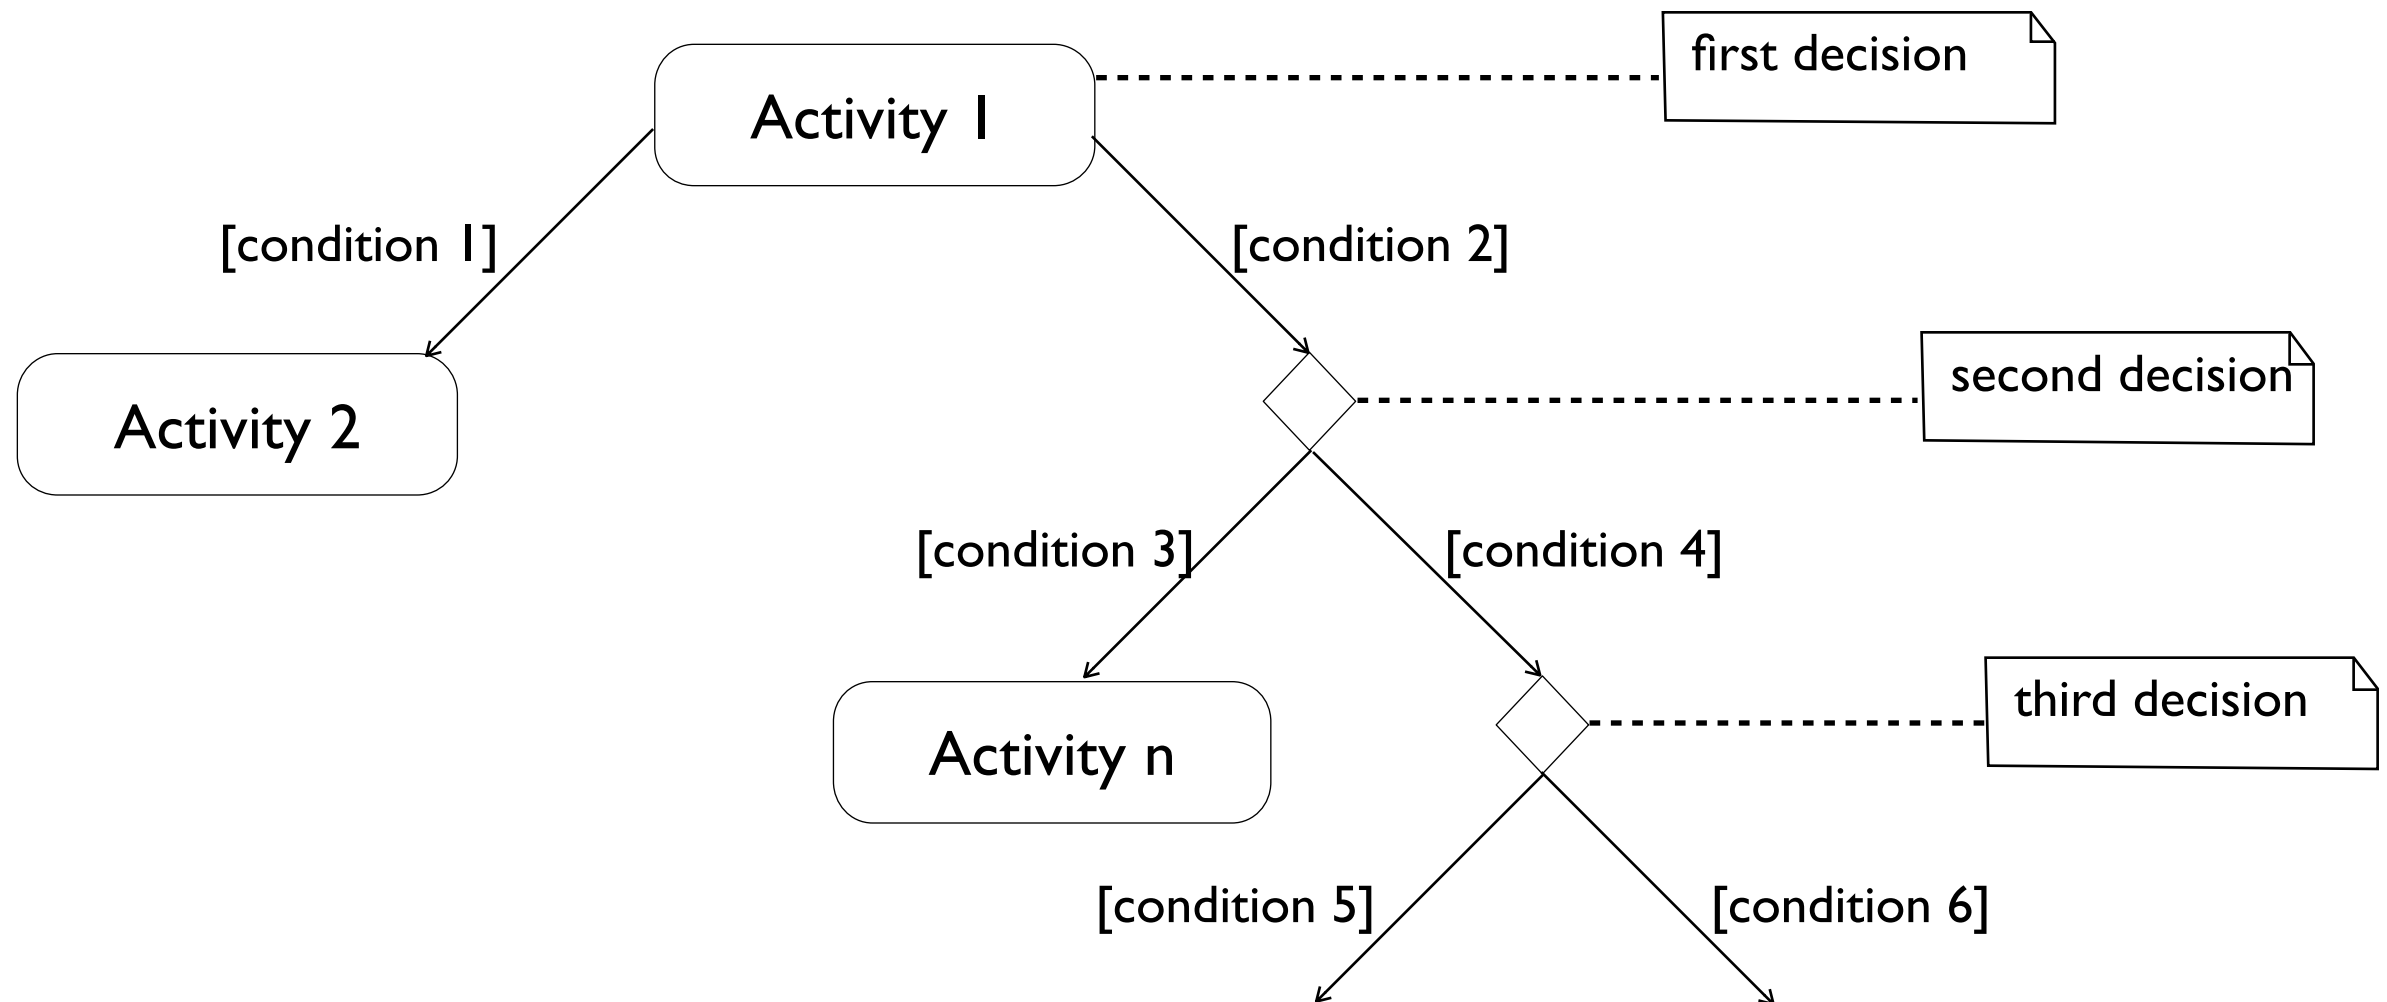 first decision
Activity 1
[condition 1]
[condition 2]
second decision
Activity 2
[condition 3]
[condition 4]
third decision
Activity n
[condition 5]
[condition 6]